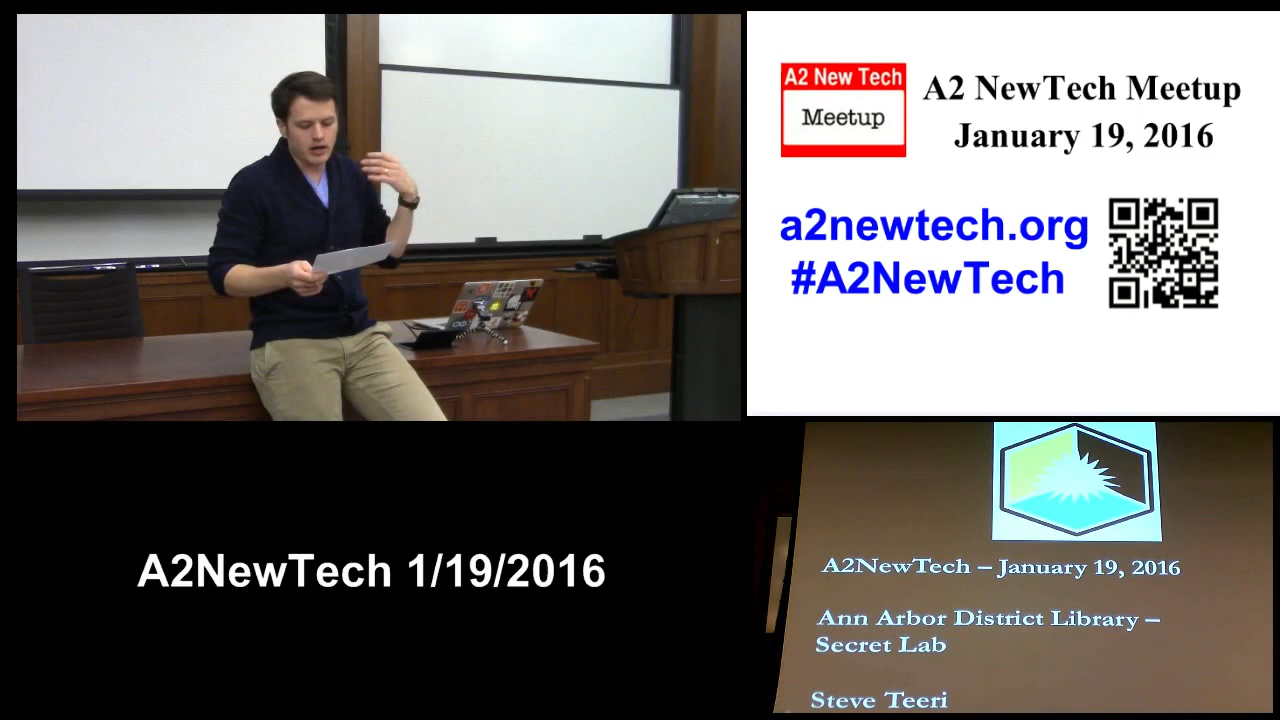 A2 New Tech
Meetup
A2 NewTech Meetup
January 19, 2016
a2newtech.org
#A2NewTech
A2NewTech 1/19/2016
A2NewTech – January 19, 2016
Ann Arbor District Library –
Secret Lab
Steve Teeri